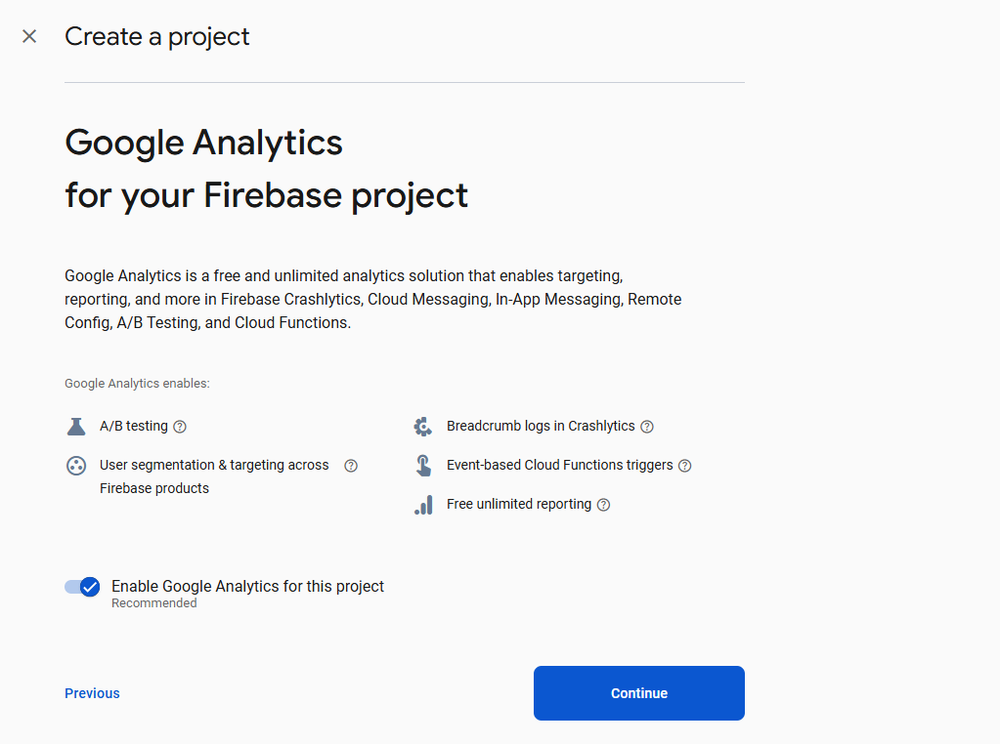 Create a project
Google Analytics
for your Firebase project
Google Analytics is a free and unlimited analytics solution that enables targeting,
reporting, and more in Firebase Crashlytics, Cloud Messaging, In-App Messaging, Remote
Config, A/B Testing, and Cloud Functions.
Google Analytics enables:
A/B testing
User segmentation & targeting across
Firebase products
Breadcrumb logs in Crashlytics
Event-based Cloud Functions triggers
Free unlimited reporting
Enable Google Analytics for this project
Recommended
Previous
Continue